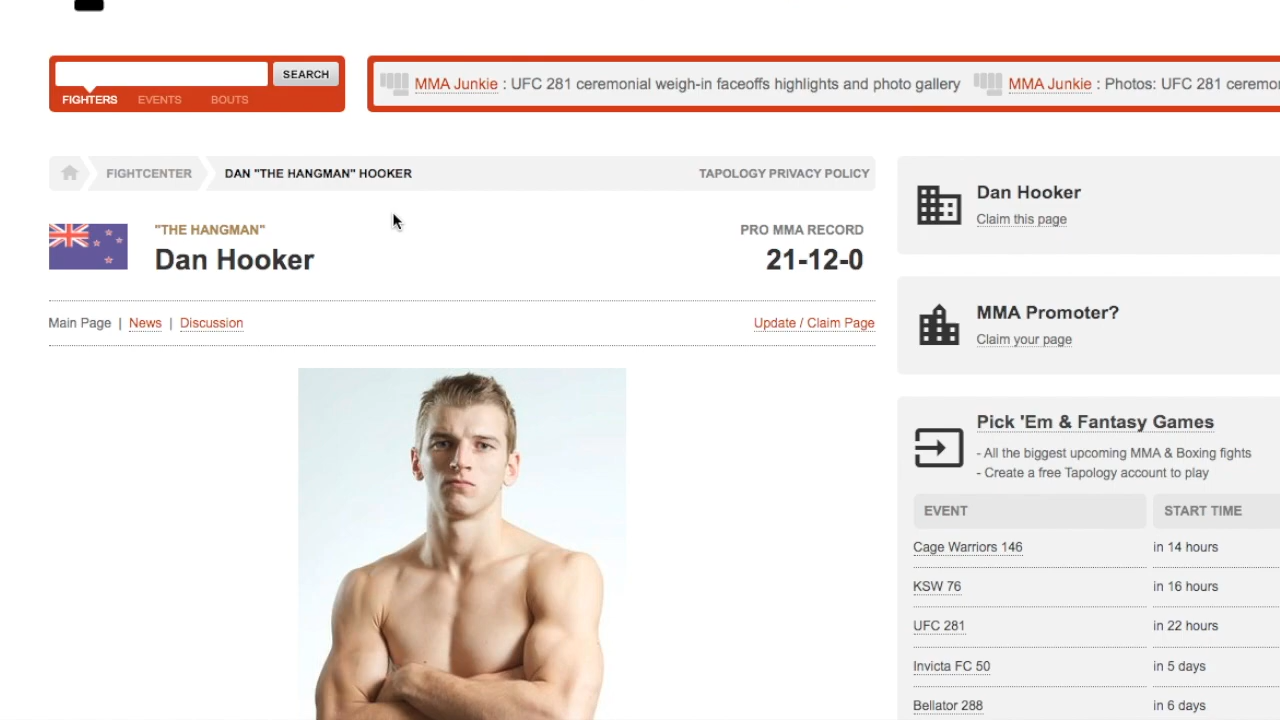 SEARCH
FIGHTERS EVENTS BOUTS
MMA Junkie : UFC 281 ceremonial weigh-in faceoffs highlights and photo gallery
MMA Junkie : Photos: UFC 281
FIGHTCENTER
DAN "THE HANGMAN" HOOKER
TAPOLOGY PRIVACY POLICY
"THE HANGMAN"
Dan Hooker
PRO MMA RECORD
21-12-0
Main Page | News | Discussion
Update / Claim Page
Dan Hooker
Claim this page
MMA Promoter?
Claim your page
Pick 'Em & Fantasy Games
- All the biggest upcoming MMA & Boxing fights
- Create a free Tapology account to play
EVENT START TIME
Cage Warriors 146 in 14 hours
KSW 76 in 16 hours
UFC 281 in 22 hours
Invicta FC 50 in 5 days
Bellator 288 in 6 days